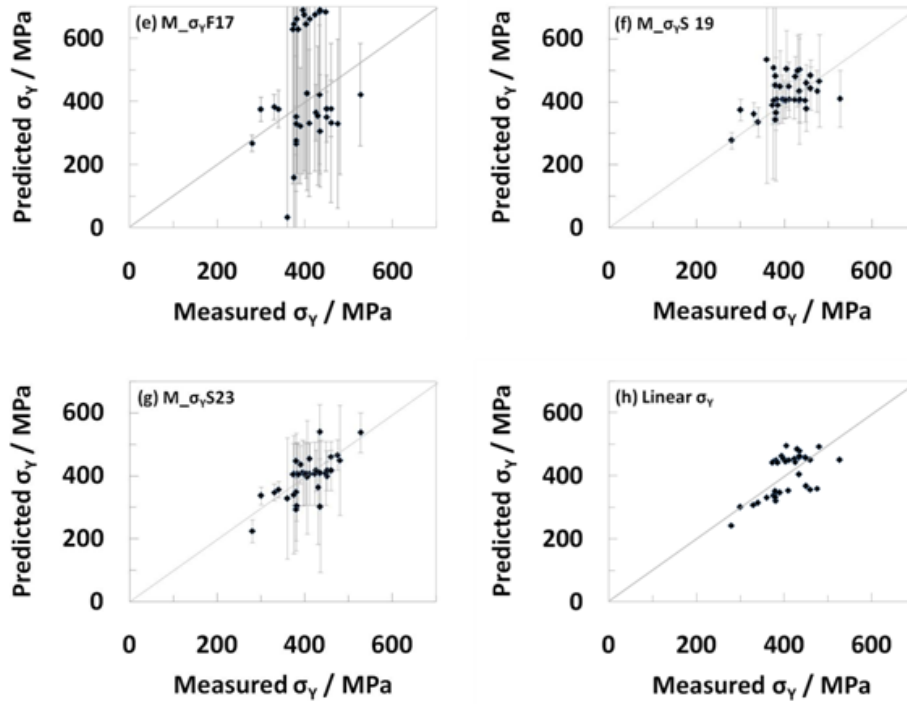 (e) M_σYF17
Predicted σY / MPa
600
400
200
0
0 200 400 600
Measured σY / MPa
(f) M_σYS 19
Predicted σY / MPa
600
400
200
0
0 200 400 600
Measured σY / MPa
(g) M_σYS23
Predicted σY / MPa
600
400
200
0
0 200 400 600
Measured σY / MPa
(h) Linear σY
Predicted σY / MPa
600
400
200
0
0 200 400 600
Measured σY / MPa